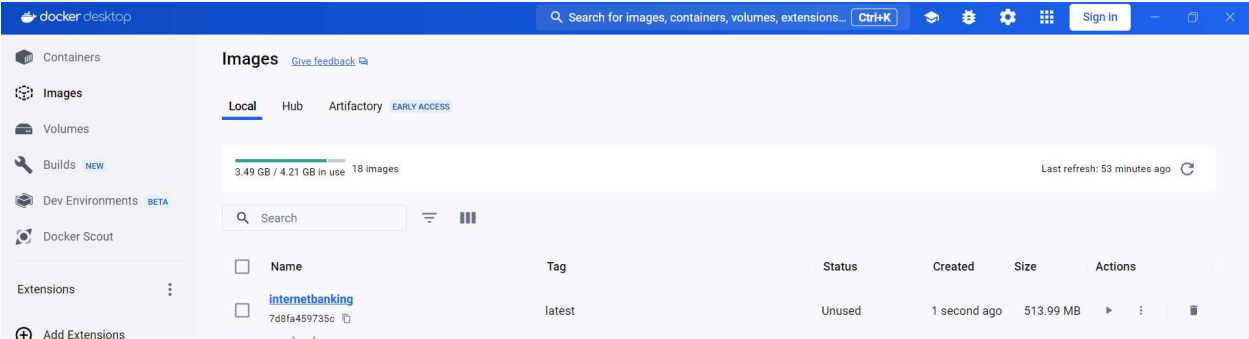 docker desktop
Search for images, containers, volumes, extensions... Ctrl+K
Sign in
Containers
Images
Volumes
Builds NEW
Dev Environments BETA
Docker Scout
Extensions
Add Extensions
Images Give feedback
Local Hub Artifactory EARLY ACCESS
3.49 GB / 4.21 GB in use 18 images
Last refresh: 53 minutes ago
Search
Name Tag Status Created Size Actions
internetbanking
7d8fa459735c
latest Unused 1 second ago 513.99 MB